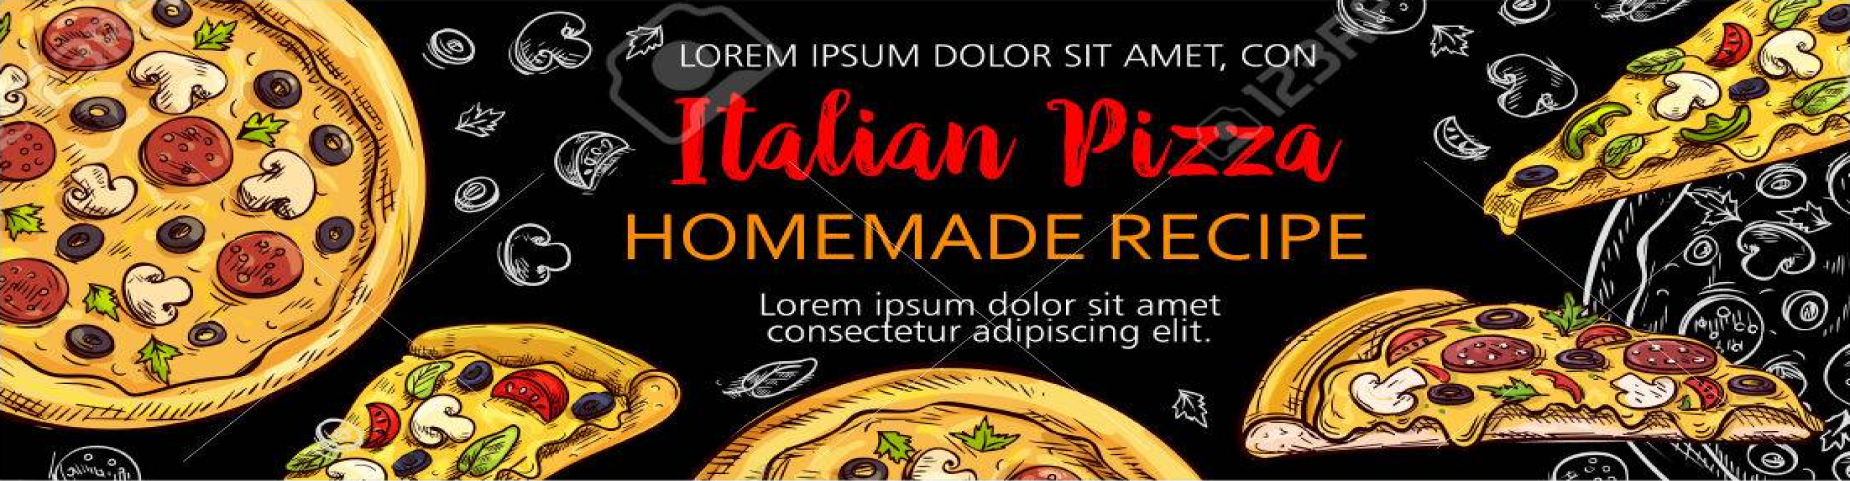 LOREM IPSUM DOLOR SIT AMET, CON
Italian Pizza
HOMEMADE RECIPE
Lorem ipsum dolor sit amet
consectetur adipiscing elit.